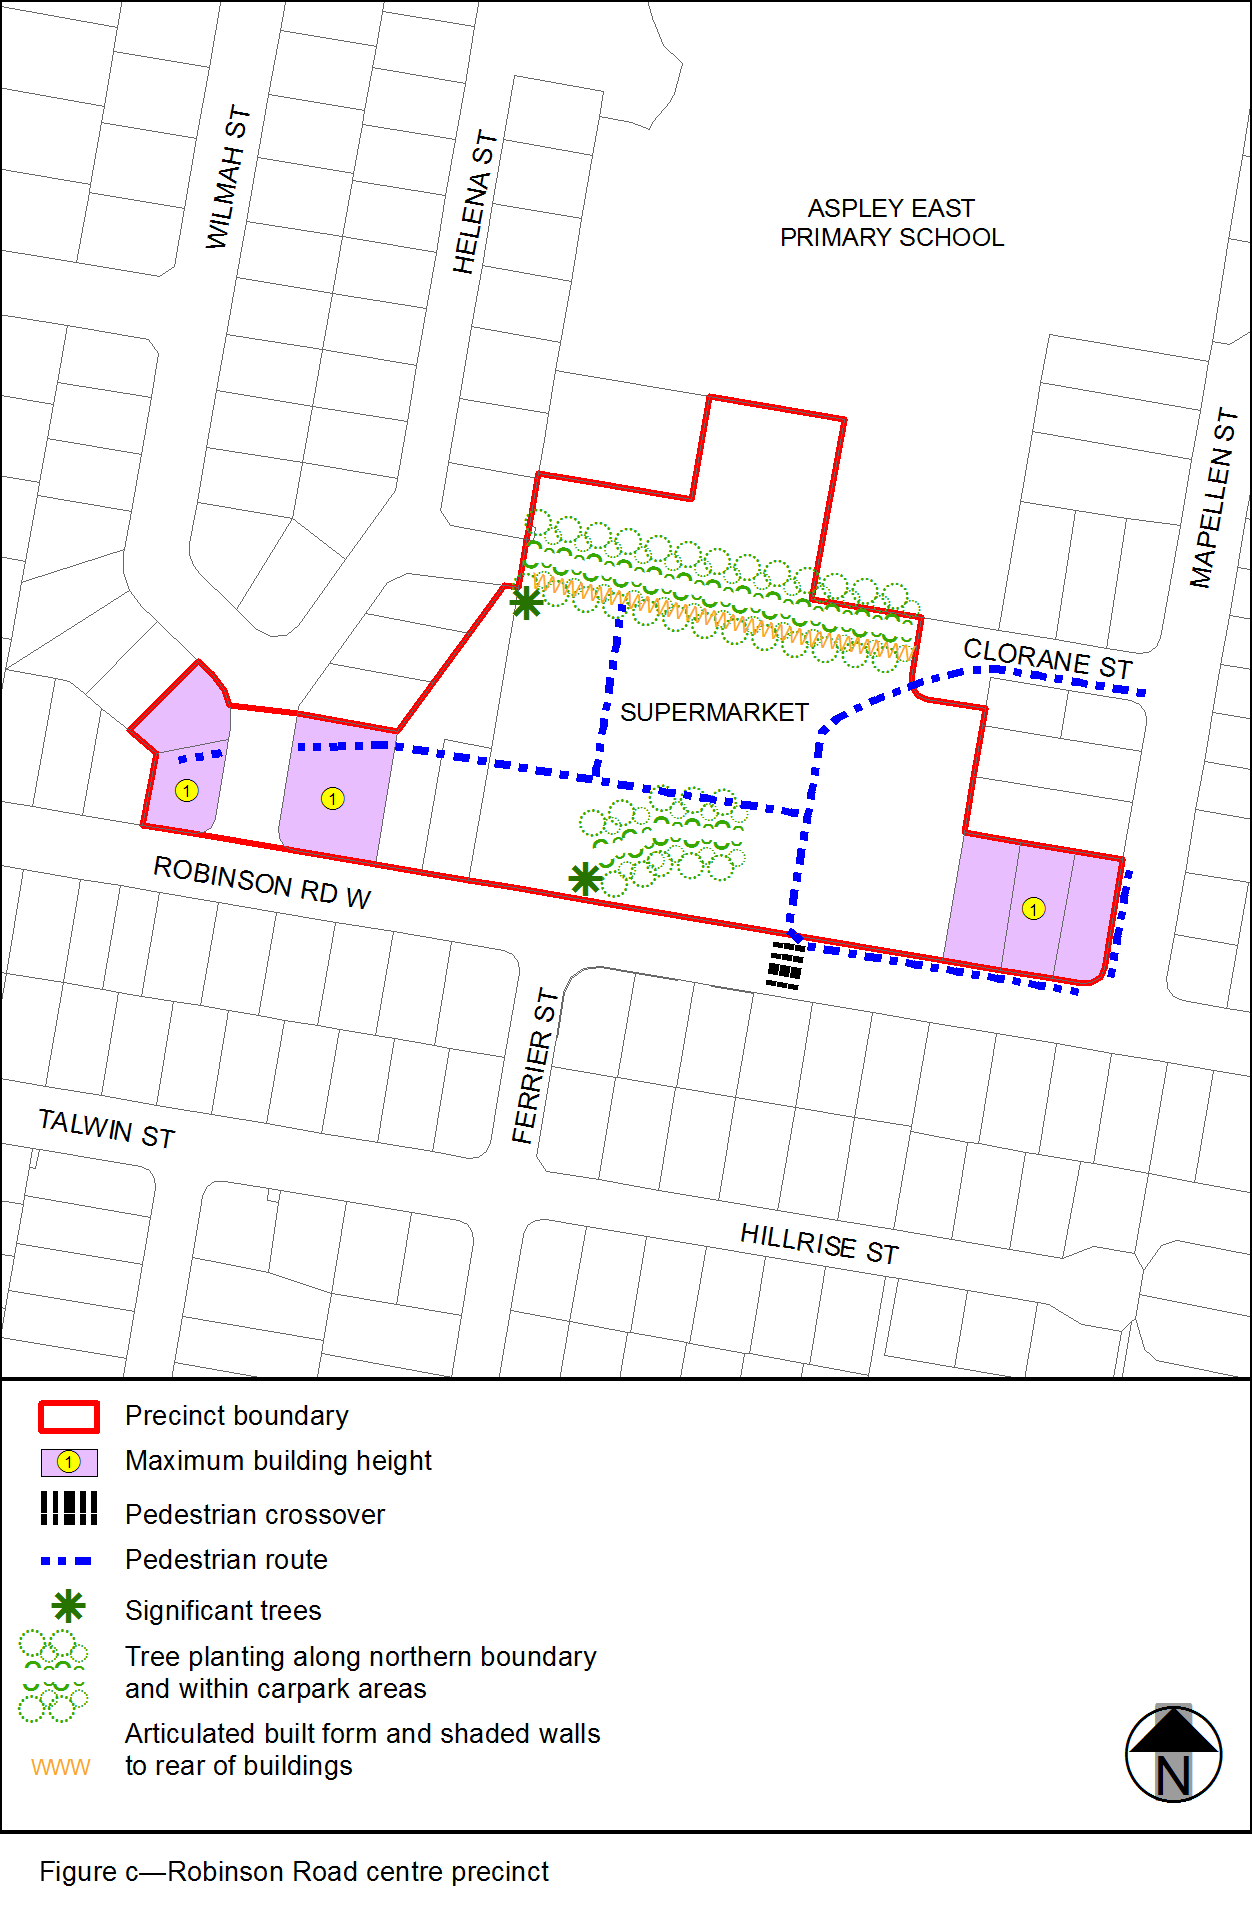 WILMAH ST
HELENA ST
ASPLEY EAST
PRIMARY SCHOOL
MAPELLEN ST
CLORANE ST
SUPERMARKET
1
1
1
ROBINSON RD W
FERRIER ST
TALWIN ST
HILLRISE ST
Precinct boundary
1
Maximum building height
Pedestrian crossover
Pedestrian route
Significant trees
Tree planting along northern boundary
and within carpark areas
Articulated built form and shaded walls
to rear of buildings
N
Figure c—Robinson Road centre precinct